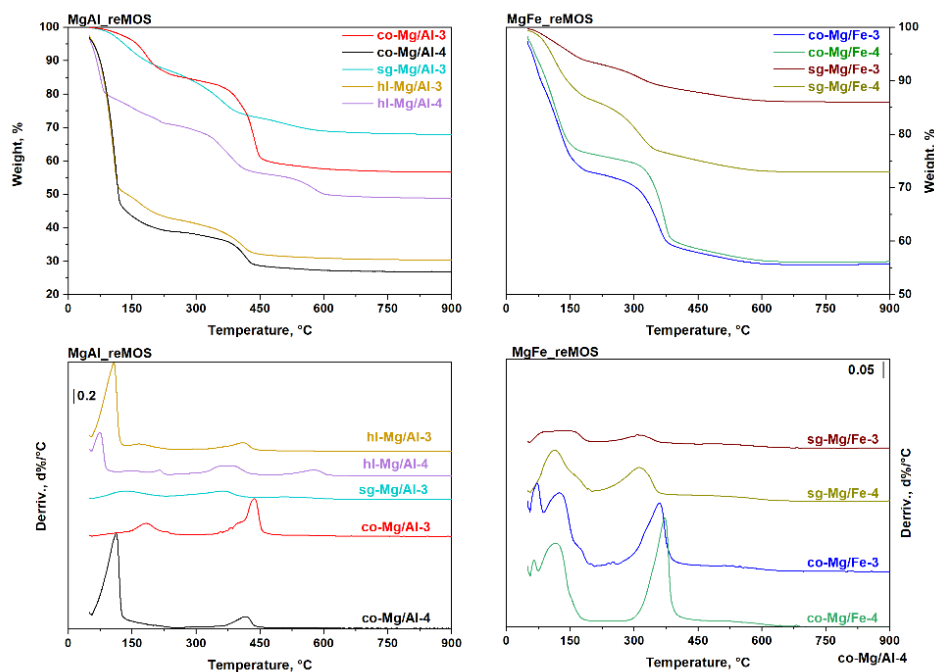 MgAl_reMOS
co-Mg/Al-3
co-Mg/Al-4
sg-Mg/Al-3
hl-Mg/Al-3
hl-Mg/Al-4
100
90
80
70
60
50
40
30
20
Weight, %
0
150
300
450
600
750
900
Temperature, °C
MgFe_reMOS
co-Mg/Fe-3
co-Mg/Fe-4
sg-Mg/Fe-3
sg-Mg/Fe-4
100
90
80
70
60
50
Weight, %
0
150
300
450
600
750
900
Temperature, °C
MgAl_reMOS
0.2
hl-Mg/Al-3
hl-Mg/Al-4
sg-Mg/Al-3
co-Mg/Al-3
co-Mg/Al-4
Derriv., d%/°C
0
150
300
450
600
750
900
Temperature, °C
MgFe_reMOS
0.05
sg-Mg/Fe-3
sg-Mg/Fe-4
co-Mg/Fe-3
co-Mg/Fe-4
Derriv., d%/°C
0
150
300
450
600
750
900
Temperature, °C
co-Mg/Al-4